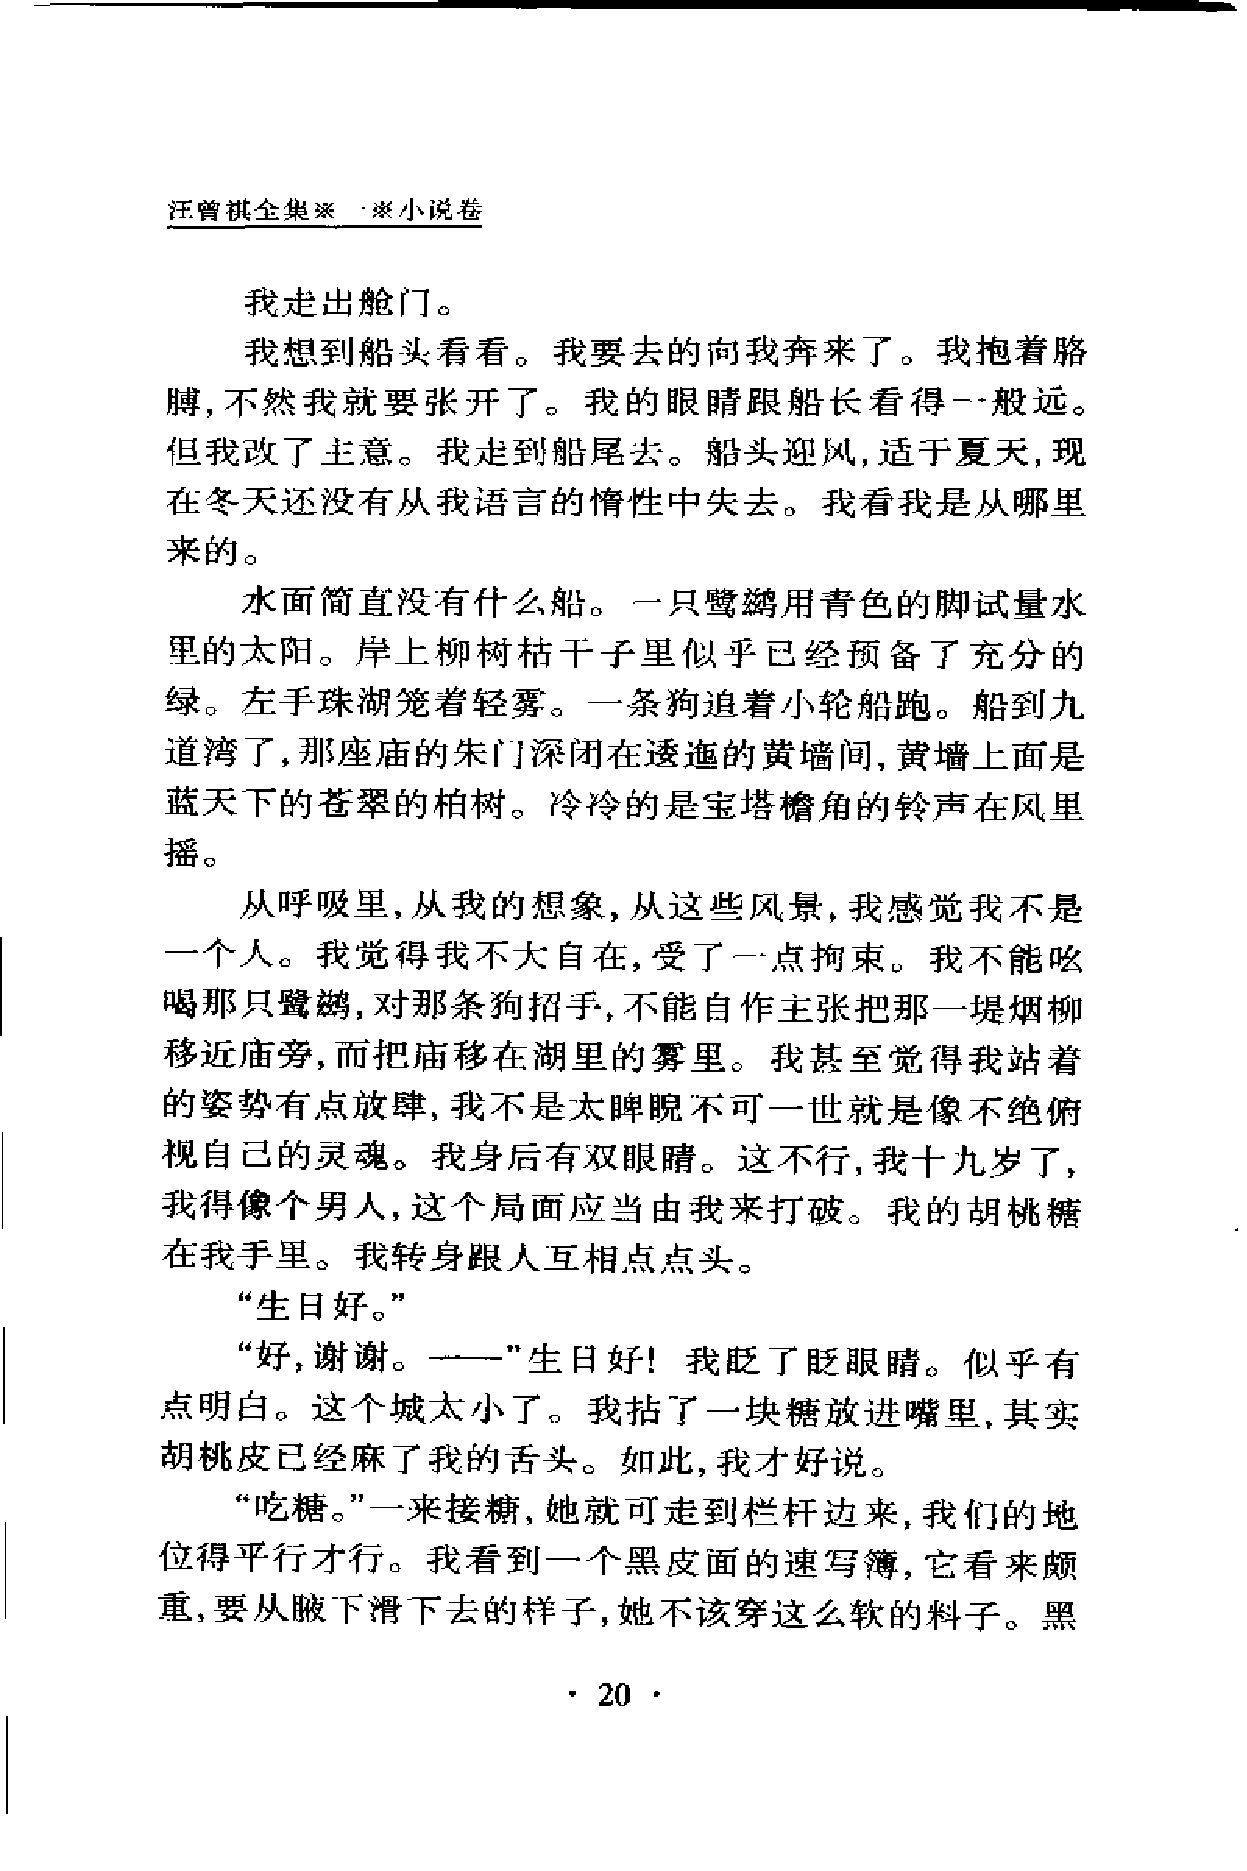 汪曾祺全集※一※小说卷
我走出舱门。
我想到船头看看。我要去的向我奔来了。我抱着胳
膊,不然我就要张开了。我的眼睛跟船长看得一般远。
但我改了主意。我走到船尾去。船头迎风,适于夏天,现
在冬天还没有从我语言的惰性中失去。我看我是从哪里
来的。
水面简直没有什么船。一只鹭鹚用青色的脚试量水
里的太阳。岸上柳树枯干子里似乎已经预备了充分的
绿。左手珠湖笼着轻雾。一条狗追着小轮船跑。船到九
道湾了,那座庙的朱门深闭在逶迤的黄墙间,黄墙上面是
蓝天下的苍翠的柏树。冷冷的是宝塔檐角的铃声在风里
摇。
从呼吸里,从我的想象,从这些风景,我感觉我不是
一个人。我觉得我不大自在,受了一点拘束。我不能吆
喝那只鹭鹚,对那条狗招手,不能自作主张把那一堤烟柳
移近庙旁,而把庙移在湖里的雾里。我甚至觉得我站着
的姿势有点放肆,我不是太睥睨不可一世就是像不绝俯
视自己的灵魂。我身后有双眼睛。这不行,我十九岁了,
我得像个男人,这个局面应当由我来打破。我的胡桃糖
在我手里。我转身跟人互相点点头。
“生日好。”
“好,谢谢。——”生日好! 我眨了眨眼睛。似乎有
点明白。这个城太小了。我拈了一块糖放进嘴里,其实
胡桃皮已经麻了我的舌头。如此,我才好说。
“吃糖。”一来接糖,她就可走到栏杆边来,我们的地
位得平行才行。我看到一个黑皮面的速写簿,它看来颇
重,要从腋下滑下去的样子,她不该穿这么软的料子。黑
· 20 ·